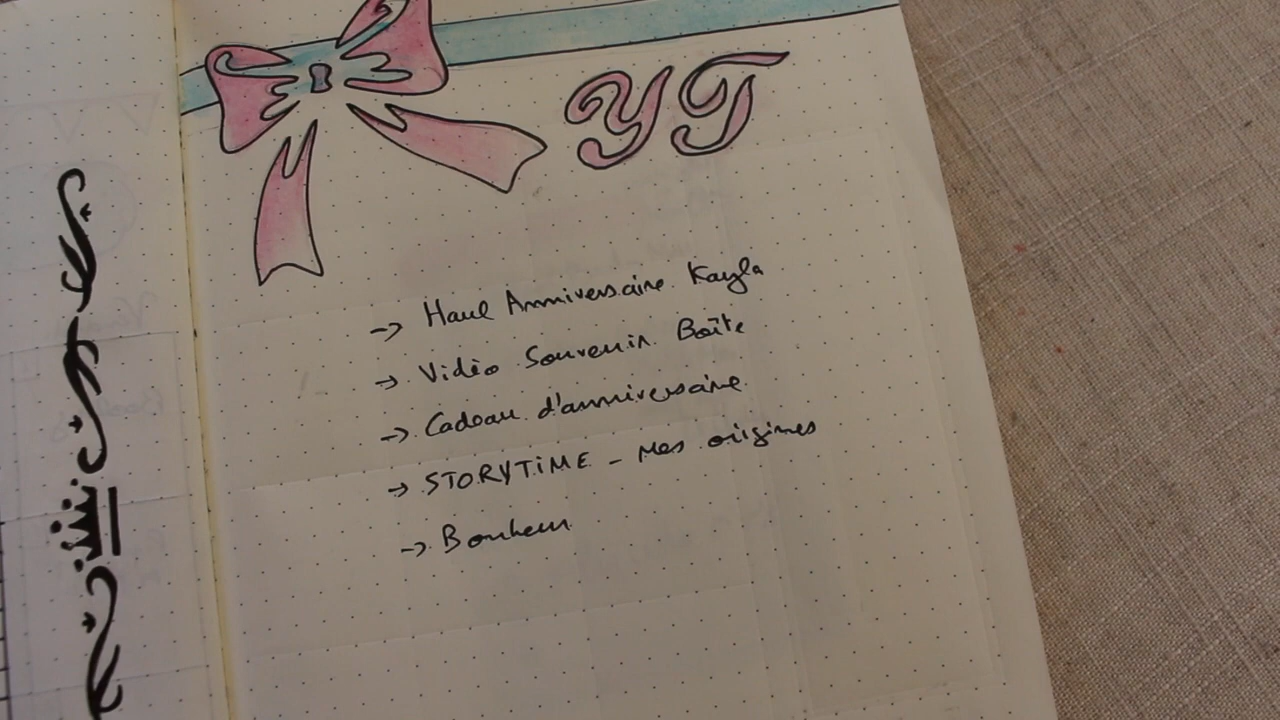 YT
-> Haul Anniversaire Kayla
-> Vidéo Souvenir Boîte
-> Cadeau d'anniversaire
-> STORYTIME - Mes origines
-> Bonheur